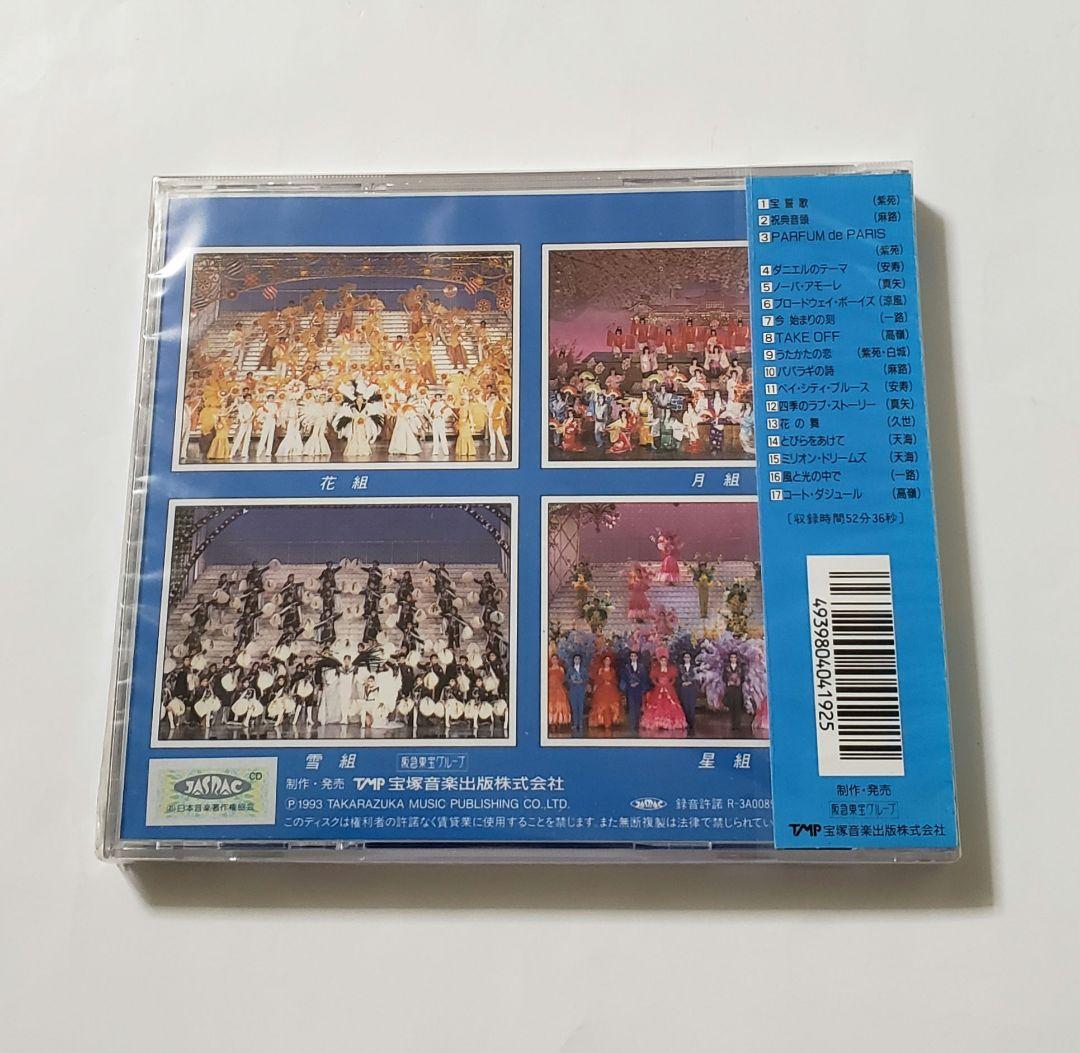 1 宝誓歌 (紫苑)
2 祝典音頭 (麻路)
3 PARFUM de PARIS
(紫苑)
4 ダニエルのテーマ (安寿)
5 ノーバ・アモーレ (真矢)
6 ブロードウェイ・ボーイズ (涼風)
7 今 始まりの刻 (一路)
8 TAKE OFF (高嶺)
9 うたかたの恋 (紫苑・白城)
10 パパラギの詩 (麻路)
11 ベイ・シティ・ブルース (安寿)
12 四季のラブ・ストーリー (真矢)
13 花の舞 (久世)
14 とびらをあけて (天海)
15 ミリオン・ドリームズ (天海)
16 風と光の中で (一路)
17 コート・ダジュール (高嶺)
〔収録時間52分36秒〕
4939804041925
制作・発売
阪急東宝グループ
TMP 宝塚音楽出版株式会社
花組
月組
雪組
星組
阪急東宝グループ
制作・発売 TMP 宝塚音楽出版株式会社
℗1993 TAKARAZUKA MUSIC PUBLISHING CO.,LTD.
JASRAC 録音許諾 R-3A0089
このディスクは権利者の許諾なく賃貸業に使用することを禁じます。また無断複製は法律で禁じられてい
CD
JASRAC
(社)日本音楽著作権協会